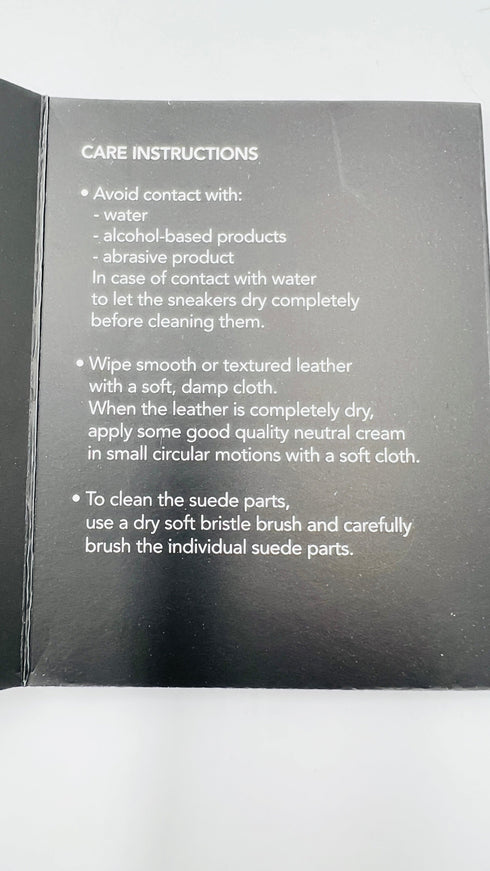 CARE INSTRUCTIONS
• Avoid contact with:
- water
- alcohol-based products
- abrasive product
In case of contact with water
to let the sneakers dry completely
before cleaning them.
• Wipe smooth or textured leather
with a soft, damp cloth.
When the leather is completely dry,
apply some good quality neutral cream
in small circular motions with a soft cloth.
• To clean the suede parts,
use a dry soft bristle brush and carefully
brush the individual suede parts.